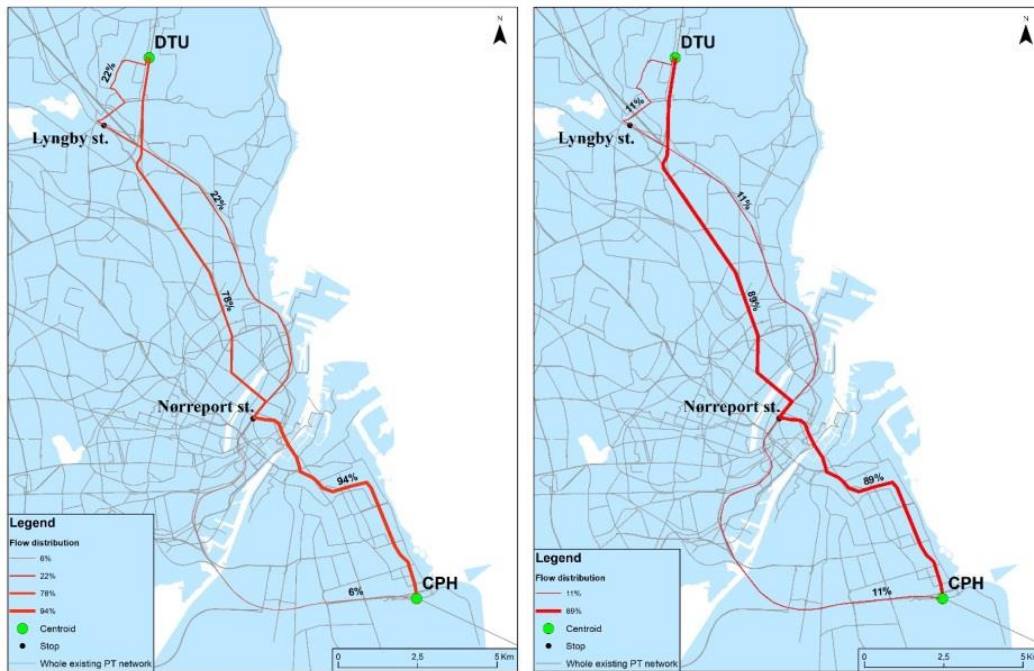 N
DTU
22%
Lyngby st.
22%
78%
Nørreport st.
94%
Legend
Flow distribution
6%
22%
78%
94%
Centroid
Stop
Whole existing PT network
CPH
6%
0 2,5 5 Km
N
DTU
11%
Lyngby st.
11%
89%
Nørreport st.
89%
Legend
Flow distribution
11%
89%
Centroid
Stop
Whole existing PT network
CPH
11%
0 2,5 5 Km